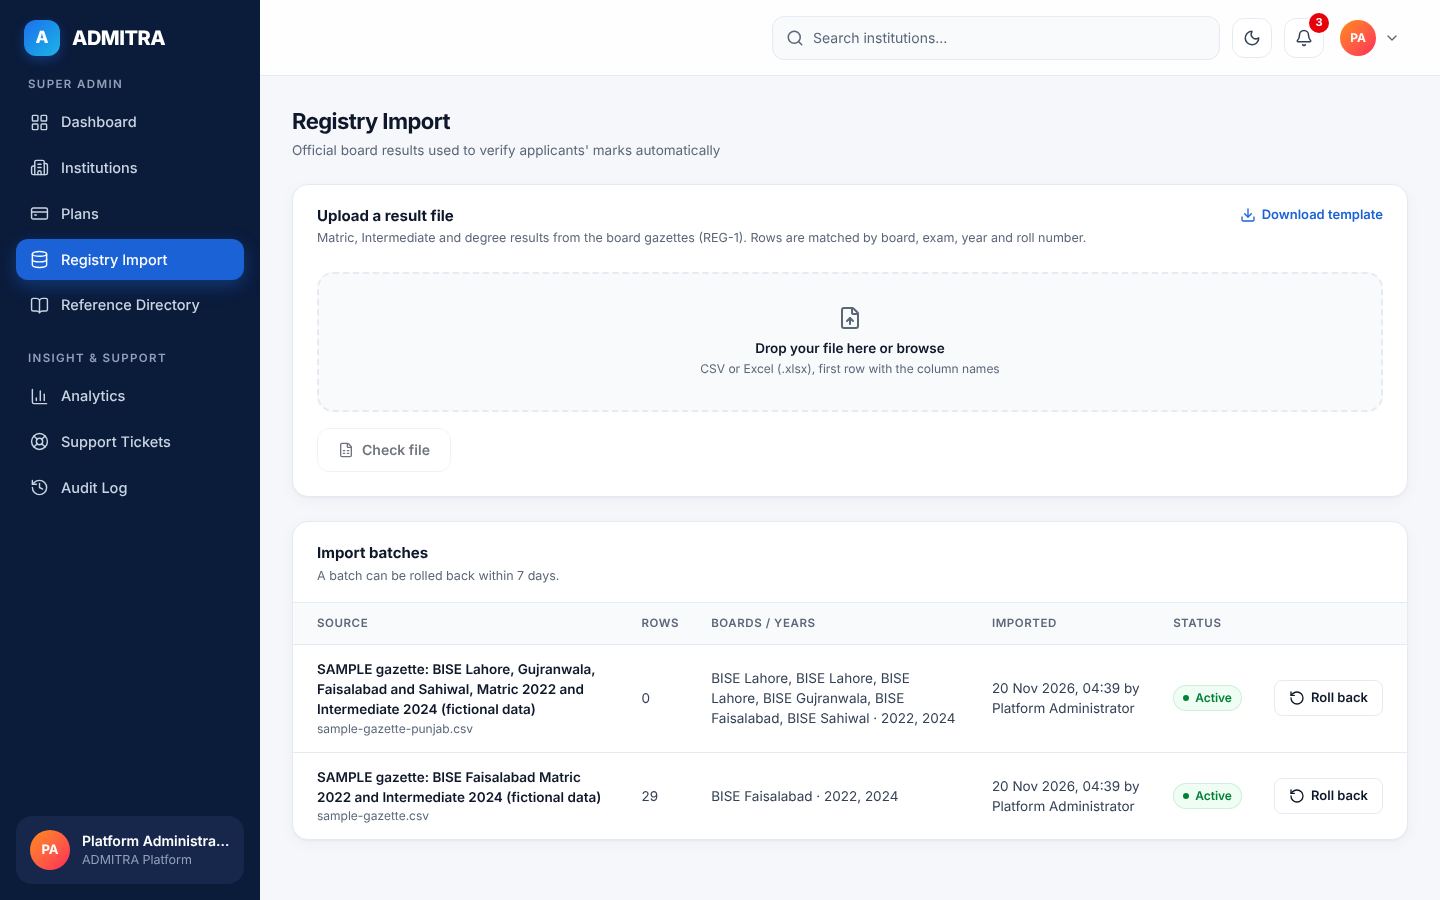 A ADMITRA
Search institutions...
3
PA
SUPER ADMIN
Dashboard
Institutions
Plans
Registry Import
Reference Directory
INSIGHT & SUPPORT
Analytics
Support Tickets
Audit Log
PA
Platform Administra...
ADMITRA Platform
Registry Import
Official board results used to verify applicants' marks automatically
Upload a result file
Download template
Matric, Intermediate and degree results from the board gazettes (REG-1). Rows are matched by board, exam, year and roll number.
Drop your file here or browse
CSV or Excel (.xlsx), first row with the column names
Check file
Import batches
A batch can be rolled back within 7 days.
SOURCE ROWS BOARDS / YEARS IMPORTED STATUS
SAMPLE gazette: BISE Lahore, Gujranwala,
Faisalabad and Sahiwal, Matric 2022 and
Intermediate 2024 (fictional data)
sample-gazette-punjab.csv
0
BISE Lahore, BISE Lahore, BISE
Lahore, BISE Gujranwala, BISE
Faisalabad, BISE Sahiwal · 2022, 2024
20 Nov 2026, 04:39 by
Platform Administrator
Active
Roll back
SAMPLE gazette: BISE Faisalabad Matric
2022 and Intermediate 2024 (fictional data)
sample-gazette.csv
29
BISE Faisalabad · 2022, 2024
20 Nov 2026, 04:39 by
Platform Administrator
Active
Roll back